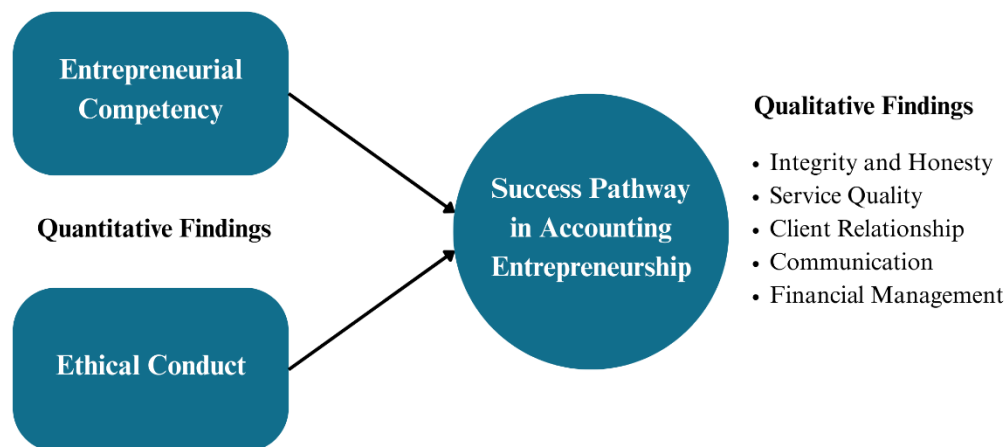 Entrepreneurial
Competency
Quantitative Findings
Ethical Conduct
Success Pathway
in Accounting
Entrepreneurship
Qualitative Findings
• Integrity and Honesty
• Service Quality
• Client Relationship
• Communication
• Financial Management